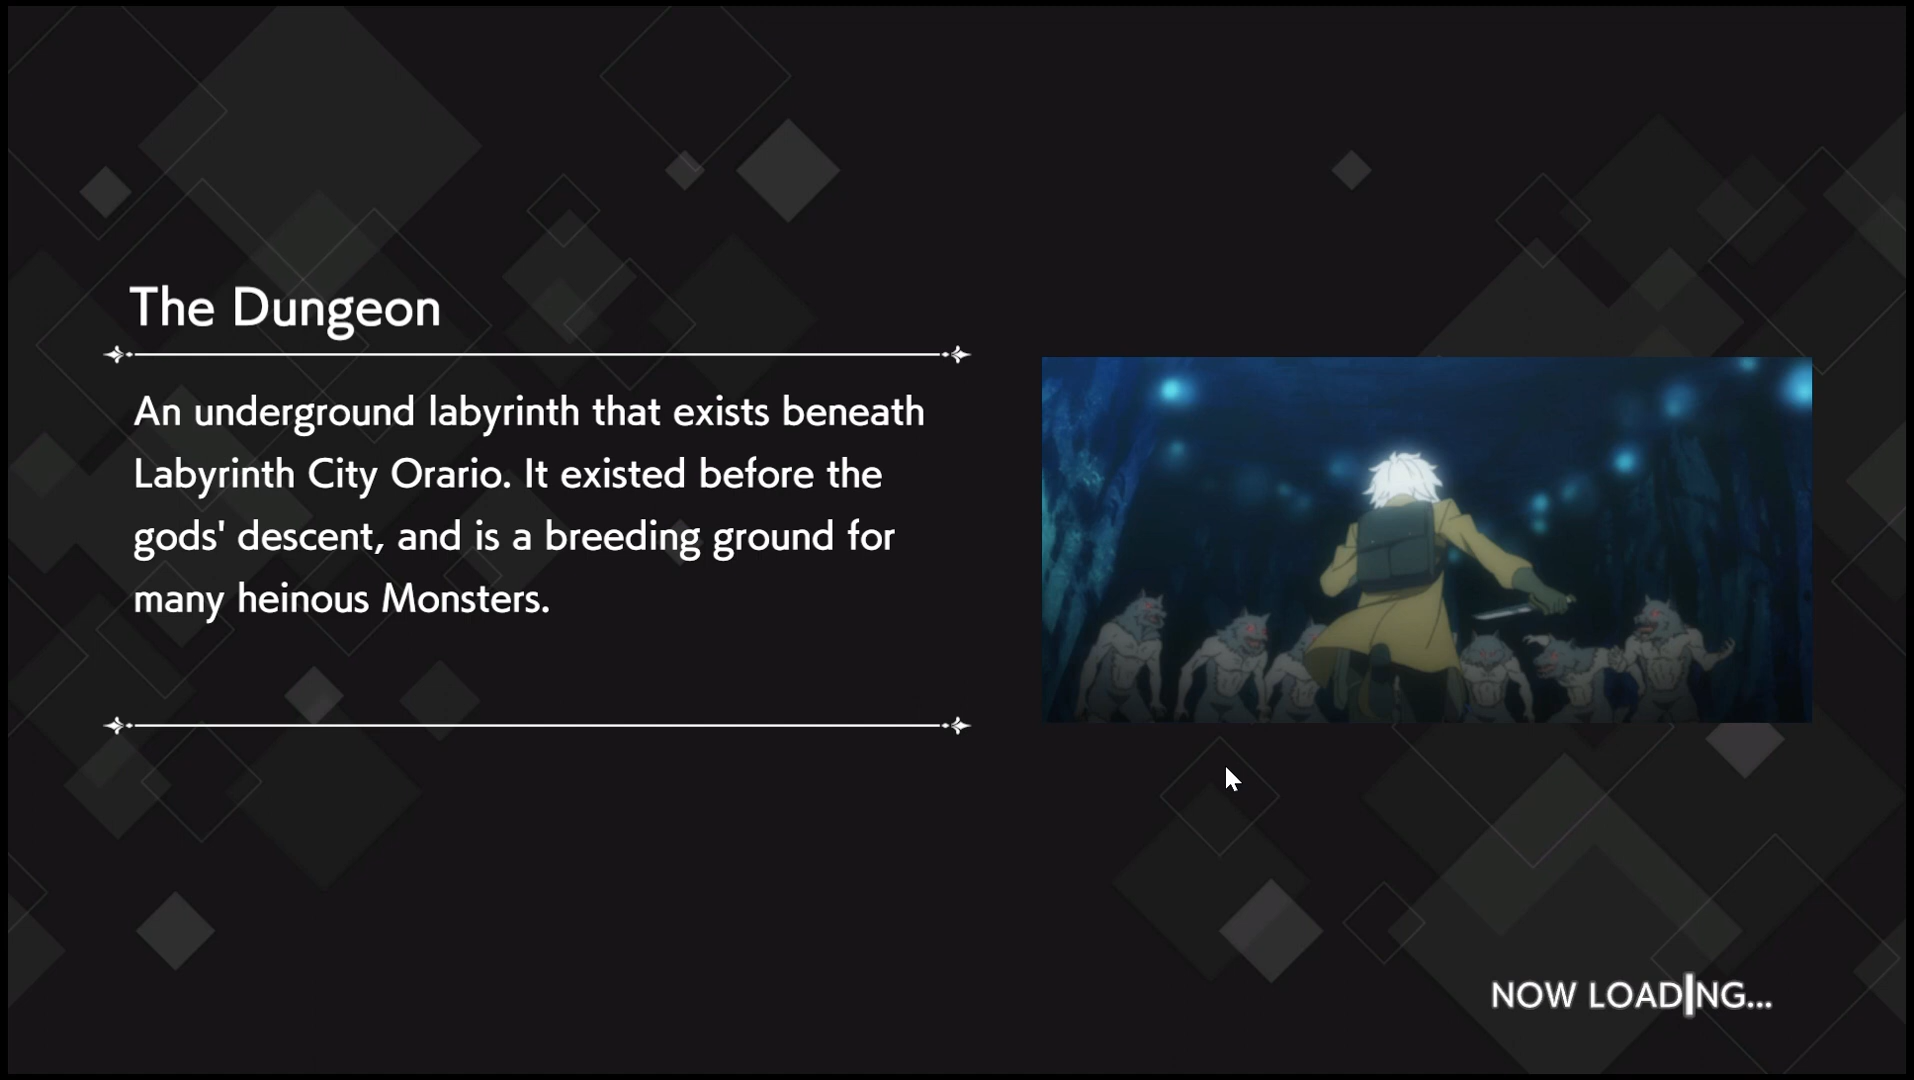 The Dungeon
An underground labyrinth that exists beneath
Labyrinth City Orario. It existed before the
gods' descent, and is a breeding ground for
many heinous Monsters.
NOW LOADING...